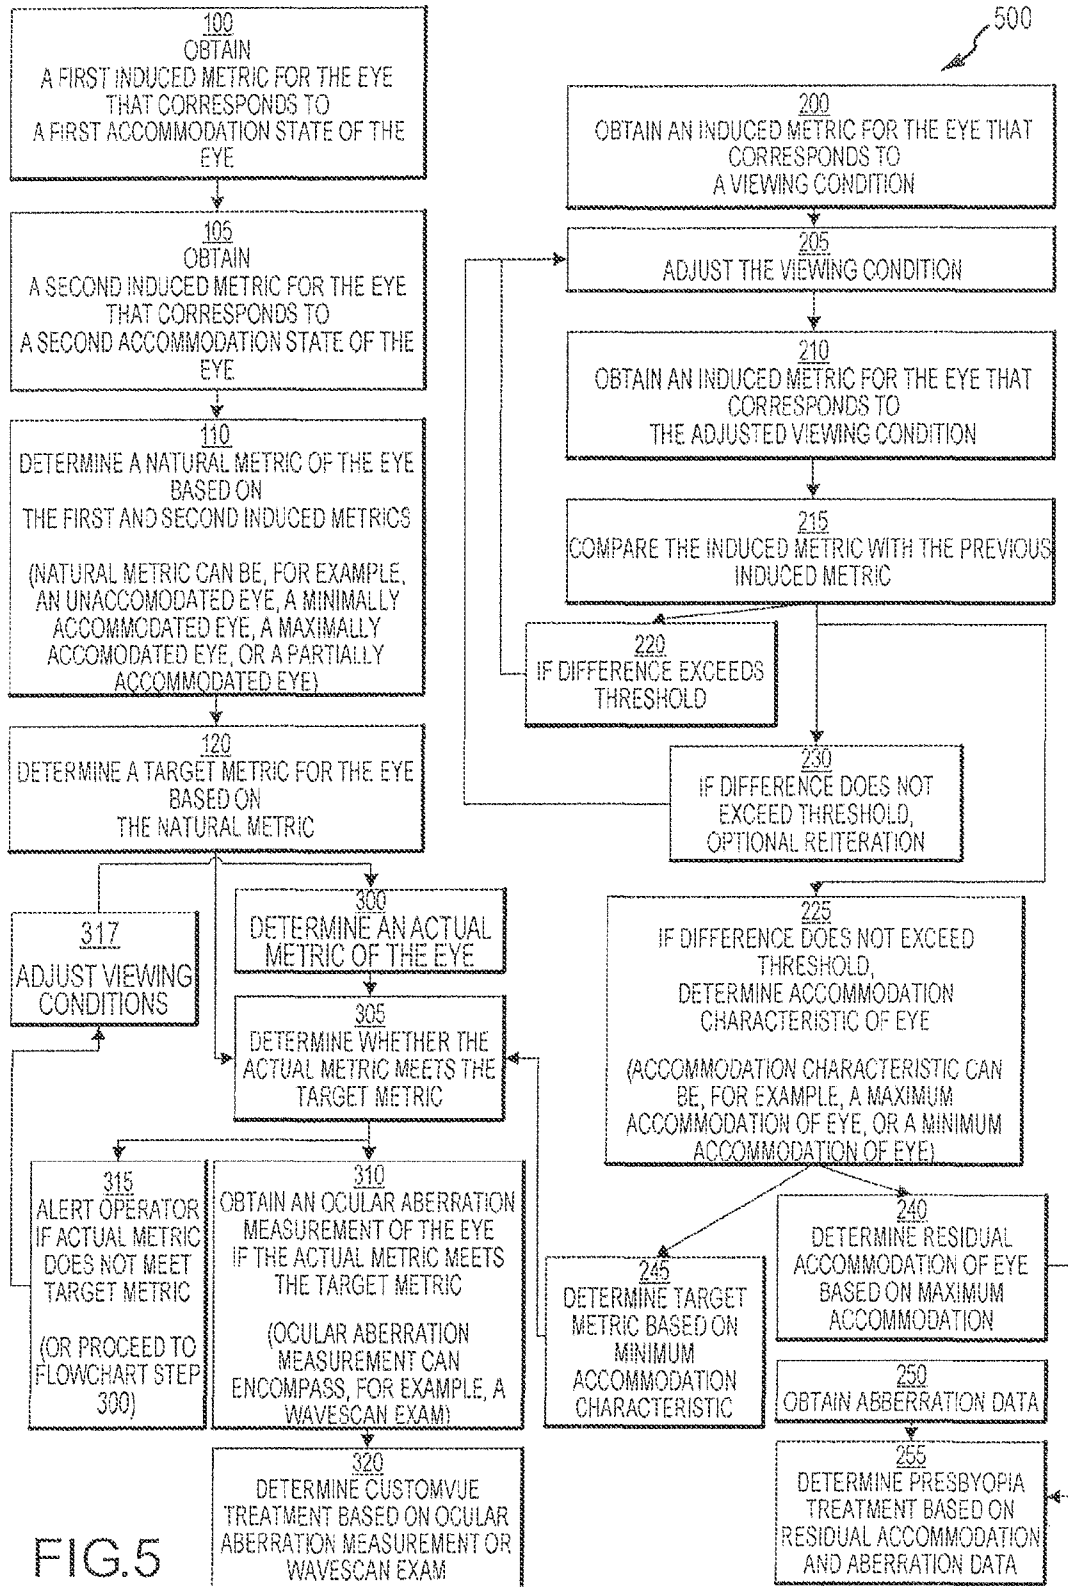 500
100
OBTAIN
A FIRST INDUCED METRIC FOR THE EYE
THAT CORRESPONDS TO
A FIRST ACCOMMODATION STATE OF THE
EYE
105
OBTAIN
A SECOND INDUCED METRIC FOR THE EYE
THAT CORRESPONDS TO
A SECOND ACCOMMODATION STATE OF THE
EYE
110
DETERMINE A NATURAL METRIC OF THE EYE
BASED ON
THE FIRST AND SECOND INDUCED METRICS
(NATURAL METRIC CAN BE, FOR EXAMPLE,
AN UNACCOMODATED EYE, A MINIMALLY
ACCOMMODATED EYE, A MAXIMALLY
ACCOMODATED EYE, OR A PARTIALLY
ACCOMMODATED EYE)
120
DETERMINE A TARGET METRIC FOR THE EYE
BASED ON
THE NATURAL METRIC
317
ADJUST VIEWING
CONDITIONS
300
DETERMINE AN ACTUAL
METRIC OF THE EYE
305
DETERMINE WHETHER THE
ACTUAL METRIC MEETS THE
TARGET METRIC
315
ALERT OPERATOR
IF ACTUAL METRIC
DOES NOT MEET
TARGET METRIC
(OR PROCEED TO
FLOWCHART STEP
300)
310
OBTAIN AN OCULAR ABERRATION
MEASUREMENT OF THE EYE
IF THE ACTUAL METRIC MEETS
THE TARGET METRIC
(OCULAR ABERRATION
MEASUREMENT CAN
ENCOMPASS, FOR EXAMPLE, A
WAVESCAN EXAM)
320
DETERMINE CUSTOMVUE
TREATMENT BASED ON OCULAR
ABERRATION MEASUREMENT OR
WAVESCAN EXAM
200
OBTAIN AN INDUCED METRIC FOR THE EYE THAT
CORRESPONDS TO
A VIEWING CONDITION
205
ADJUST THE VIEWING CONDITION
210
OBTAIN AN INDUCED METRIC FOR THE EYE THAT
CORRESPONDS TO
THE ADJUSTED VIEWING CONDITION
215
COMPARE THE INDUCED METRIC WITH THE PREVIOUS
INDUCED METRIC
220
IF DIFFERENCE EXCEEDS
THRESHOLD
230
IF DIFFERENCE DOES NOT
EXCEED THRESHOLD,
OPTIONAL REITERATION
225
IF DIFFERENCE DOES NOT EXCEED
THRESHOLD,
DETERMINE ACCOMMODATION
CHARACTERISTIC OF EYE
(ACCOMMODATION CHARACTERISTIC CAN
BE, FOR EXAMPLE, A MAXIMUM
ACCOMMODATION OF EYE, OR A MINIMUM
ACCOMMODATION OF EYE)
245
DETERMINE TARGET
METRIC BASED ON
MINIMUM
ACCOMMODATION
CHARACTERISTIC
240
DETERMINE RESIDUAL
ACCOMMODATION OF EYE
BASED ON MAXIMUM
ACCOMMODATION
250
OBTAIN ABBERRATION DATA
255
DETERMINE PRESBYOPIA
TREATMENT BASED ON
RESIDUAL ACCOMMODATION
AND ABERRATION DATA
FIG.5